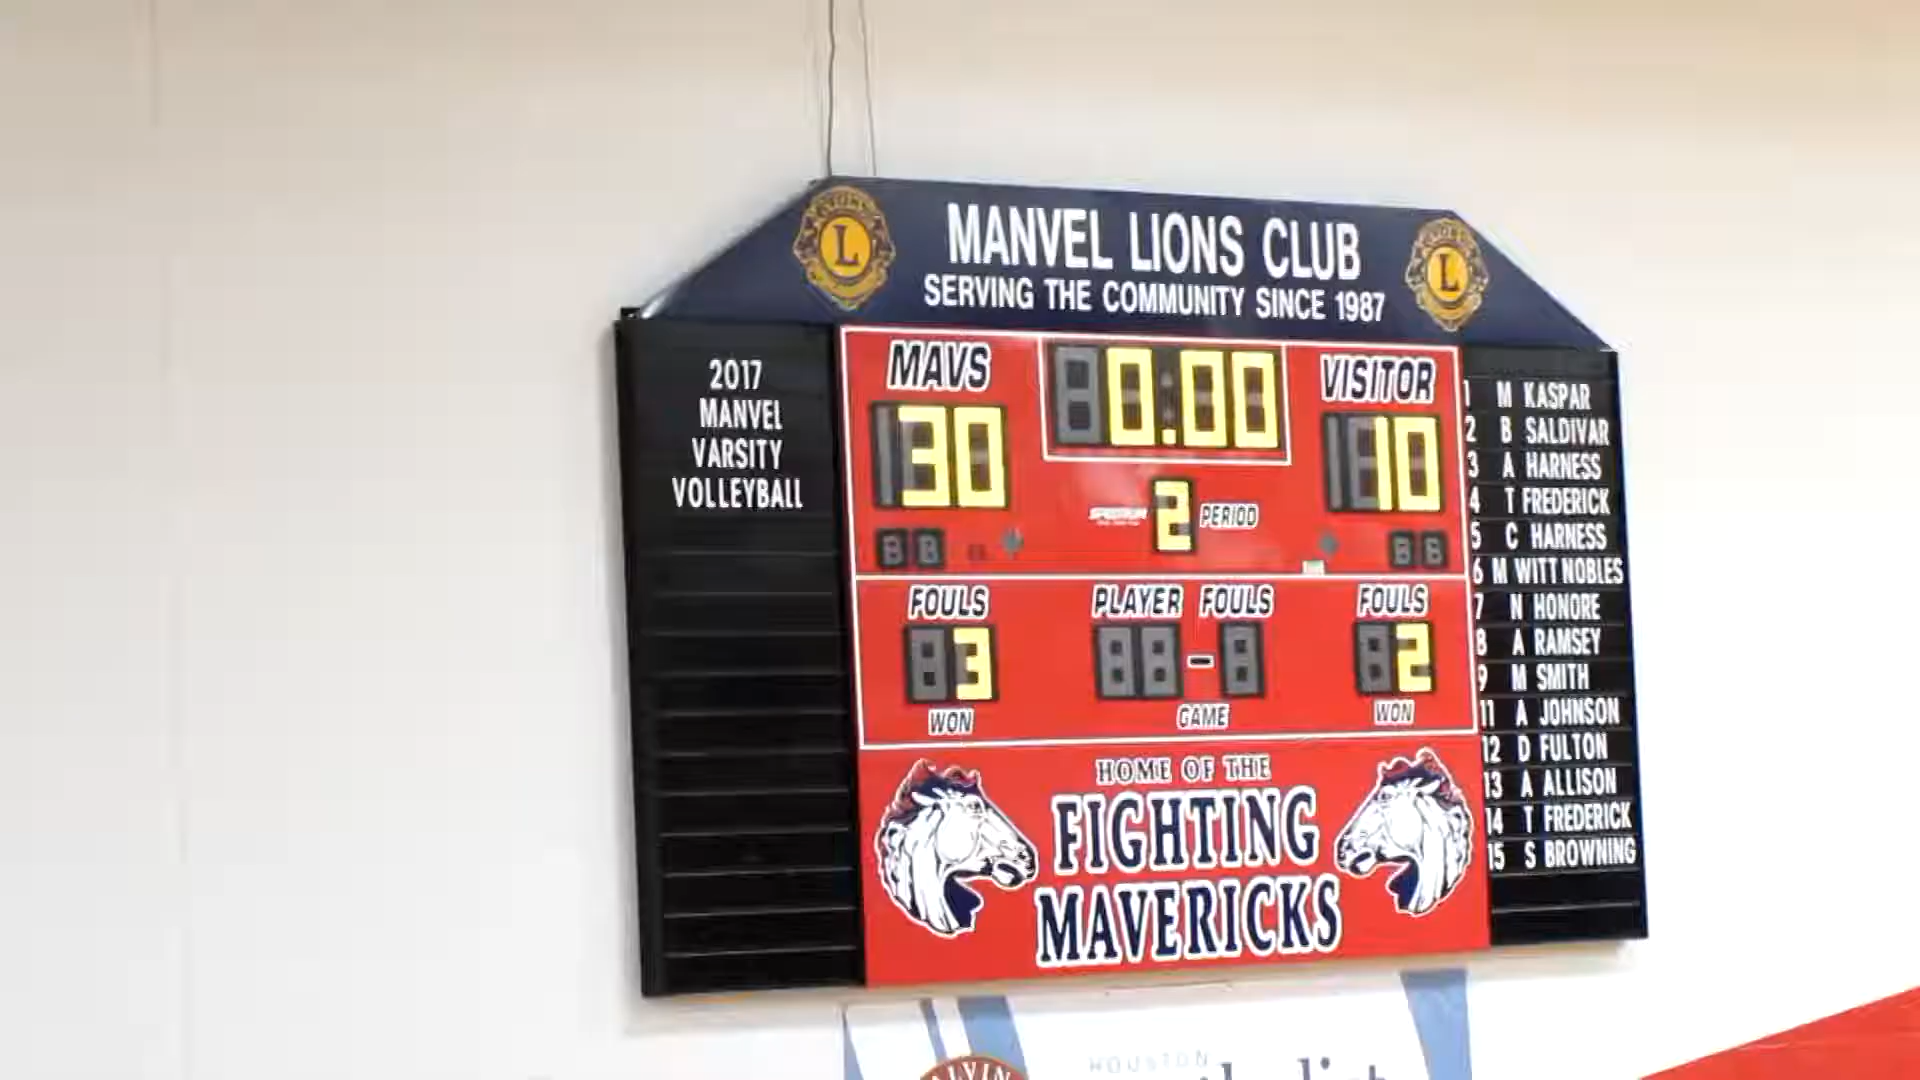 MANVEL LIONS CLUB
SERVING THE COMMUNITY SINCE 1987
L
L
2017
MANVEL
VARSITY
VOLLEYBALL
MAVS
30
0.00
VISITOR
10
SPECTRUM
2 PERIOD
FOULS
3
WON
PLAYER FOULS
-
GAME
FOULS
2
WON
HOME OF THE
FIGHTING
MAVERICKS
1 M KASPAR
2 B SALDIVAR
3 A HARNESS
4 T FREDERICK
5 C HARNESS
6 M WITT NOBLES
7 N HONORE
8 A RAMSEY
9 M SMITH
11 A JOHNSON
12 D FULTON
13 A ALLISON
14 T FREDERICK
15 S BROWNING
HOUSTON